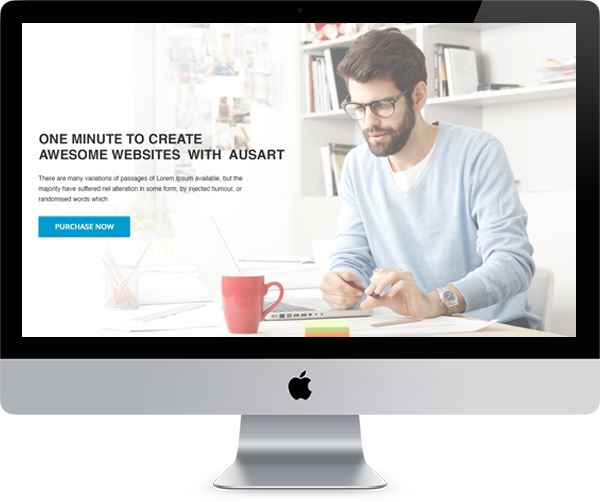 ONE MINUTE TO CREATE
AWESOME WEBSITES WITH AUSART
There are many variations of passages of Lorem Ipsum available, but the
majority have suffered nel alteration in some form, by injected humour, or
randomised words which
PURCHASE NOW